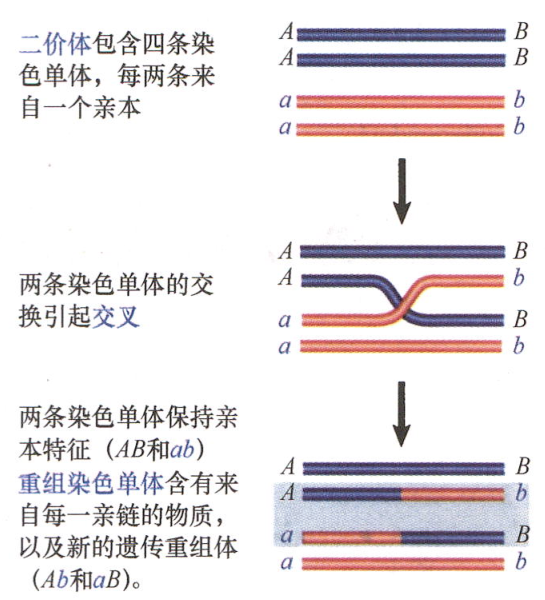 二价体包含四条染
色单体，每两条来
自一个亲本
A B
A B
a b
a b
两条染色单体的交
换引起交叉
A B
A b
a B
a b
两条染色单体保持亲
本特征（AB和ab）
重组染色单体含有来
自每一亲链的物质，
以及新的遗传重组体
（Ab和aB）。
A B
A b
a B
a b